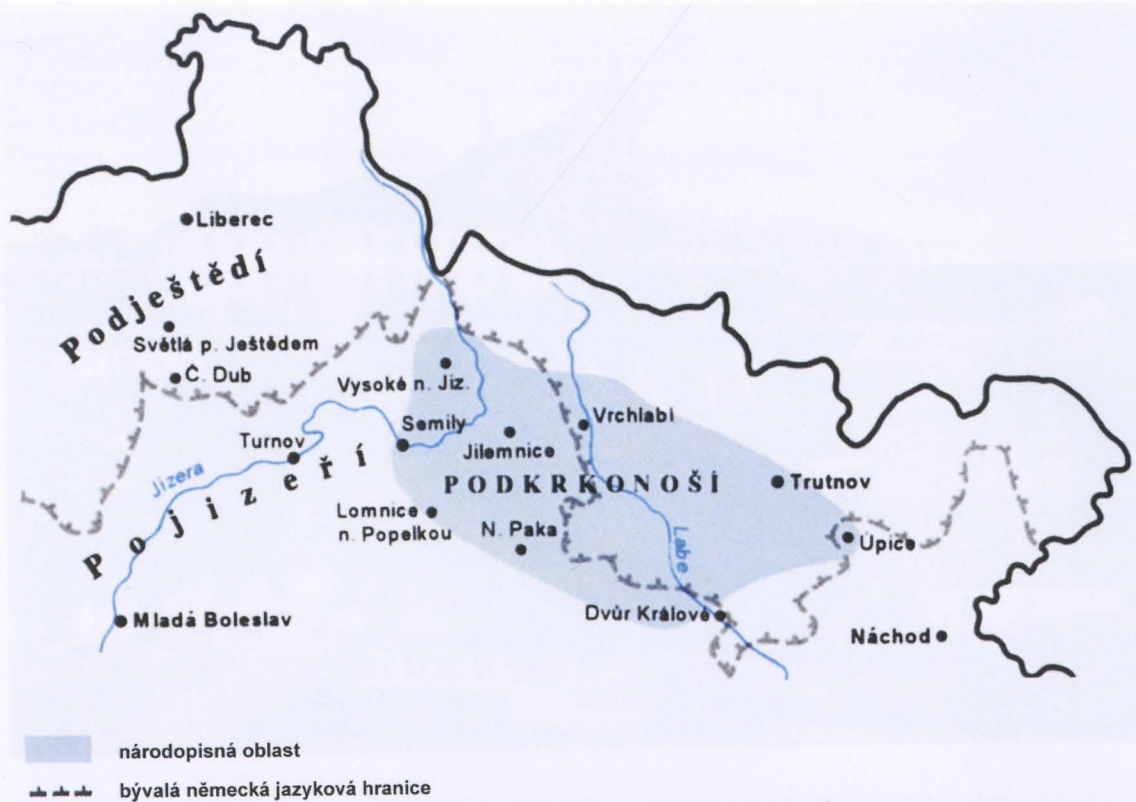 Liberec
Podještědí
Světlá p. Ještědem
Č. Dub
Vysoké n. Jiz.
Semily
Turnov
Jizera
Pojizeří
Jilemnice
Vrchlabí
PODKRKONOŠÍ
Trutnov
Lomnice
n. Popelkou
N. Paka
Labe
Úpice
Dvůr Králové
Mladá Boleslav
Náchod
národopisná oblast
bývalá německá jazyková hranice